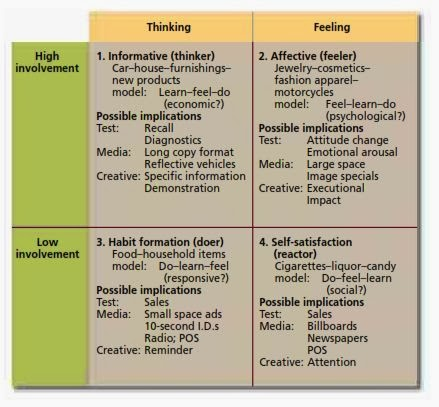 Thinking
Feeling
High
involvement
1. Informative (thinker)
Car–house–furnishings–
new products
model: Learn–feel–do
(economic?)
Possible implications
Test: Recall
Diagnostics
Media: Long copy format
Reflective vehicles
Creative: Specific information
Demonstration
2. Affective (feeler)
Jewelry–cosmetics–
fashion apparel–
motorcycles
model: Feel–learn–do
(psychological?)
Possible implications
Test: Attitude change
Emotional arousal
Media: Large space
Image specials
Creative: Executional
Impact
Low
involvement
3. Habit formation (doer)
Food–household items
model: Do–learn–feel
(responsive?)
Possible implications
Test: Sales
Media: Small space ads
10-second I.D.s
Radio; POS
Creative: Reminder
4. Self-satisfaction
(reactor)
Cigarettes–liquor–candy
model: Do–feel–learn
(social?)
Possible implications
Test: Sales
Media: Billboards
Newspapers
POS
Creative: Attention